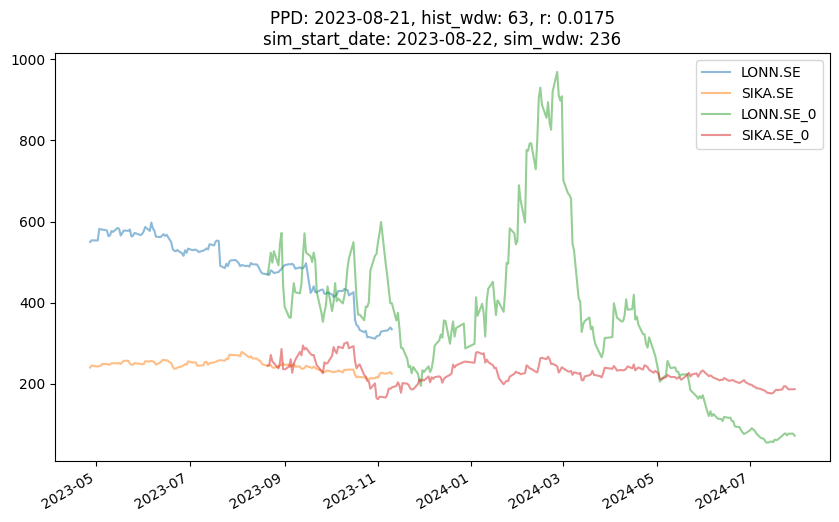 PPD: 2023-08-21, hist_wdw: 63, r: 0.0175
sim_start_date: 2023-08-22, sim_wdw: 236
1000
800
600
400
200
LONN.SE
SIKA.SE
LONN.SE_0
SIKA.SE_0
2023-05
2023-07
2023-09
2023-11
2024-01
2024-03
2024-05
2024-07